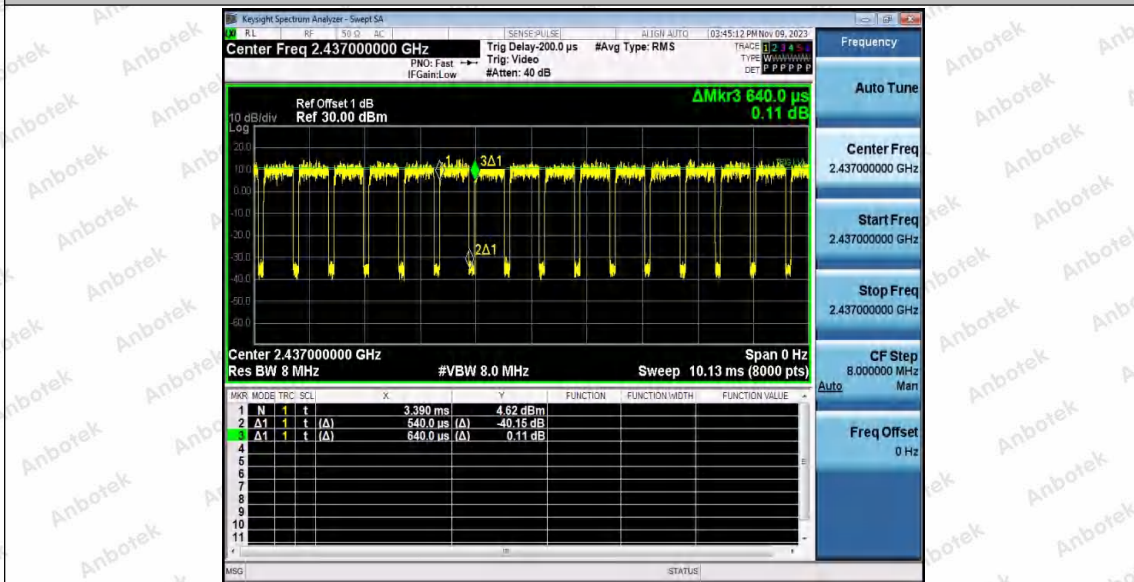 Keysight Spectrum Analyzer - Swept SA
RL RF 50 Ω AC SENSE:PULSE ALIGN AUTO 03:45:12 PM Nov 09, 2023
Center Freq 2.437000000 GHz
PNO: Fast
IFGain:Low
Trig Delay-200.0 µs
Trig: Video
#Atten: 40 dB
#Avg Type: RMS
TRACE 1 2 3 4 5 6
TYPE WWWWWW
DET P P P P P P
ΔMkr3 640.0 µs
0.11 dB
Ref Offset 1 dB
10 dB/div Ref 30.00 dBm
Log
20.0
10.0
0.00
-10.0
-20.0
-30.0
-40.0
-50.0
-60.0
1
3Δ1
2Δ1
Center 2.437000000 GHz Span 0 Hz
Res BW 8 MHz #VBW 8.0 MHz Sweep 10.13 ms (8000 pts)
MKR MODE TRC SCL X Y FUNCTION FUNCTION WIDTH FUNCTION VALUE
1 N 1 t 3.390 ms 4.62 dBm
2 Δ1 1 t (Δ) 540.0 µs (Δ) -40.15 dB
3 Δ1 1 t (Δ) 640.0 µs (Δ) 0.11 dB
4
5
6
7
8
9
10
11
MSG STATUS
Frequency
Auto Tune
Center Freq
2.437000000 GHz
Start Freq
2.437000000 GHz
Stop Freq
2.437000000 GHz
CF Step
8.000000 MHz
Auto Man
Freq Offset
0 Hz
Anbotek